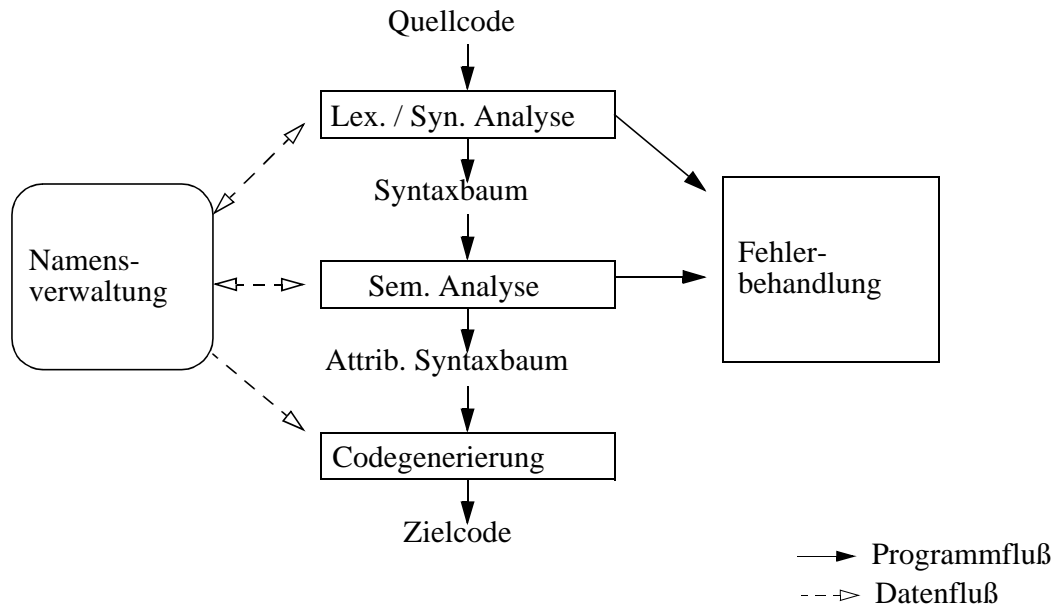 Quellcode
Lex. / Syn. Analyse
Syntaxbaum
Namens-
verwaltung
Fehler-
behandlung
Sem. Analyse
Attrib. Syntaxbaum
Codegenerierung
Zielcode
Programmfluß
Datenfluß